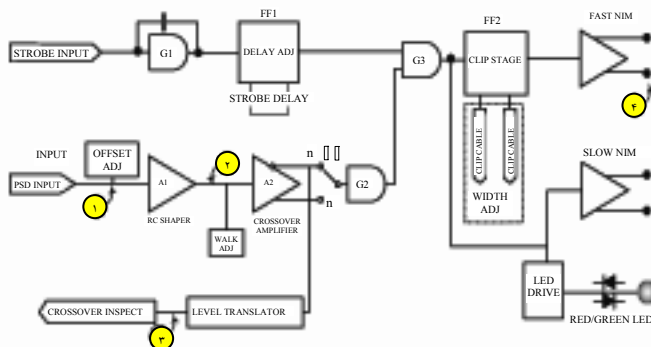 FF1
FF2
FAST NIM
STROBE INPUT
G1
DELAY ADJ
G3
CLIP STAGE
STROBE DELAY
۴
CLIP CABLE
CLIP CABLE
WIDTH
ADJ
INPUT
OFFSET
ADJ
۲
n
G2
SLOW NIM
PSD INPUT
A1
A2
n
۱
RC SHAPER
CROSSOVER
AMPLIFIER
WALK
ADJ
LED
DRIVE
CROSSOVER INSPECT
LEVEL TRANSLATOR
۳
RED/GREEN LED